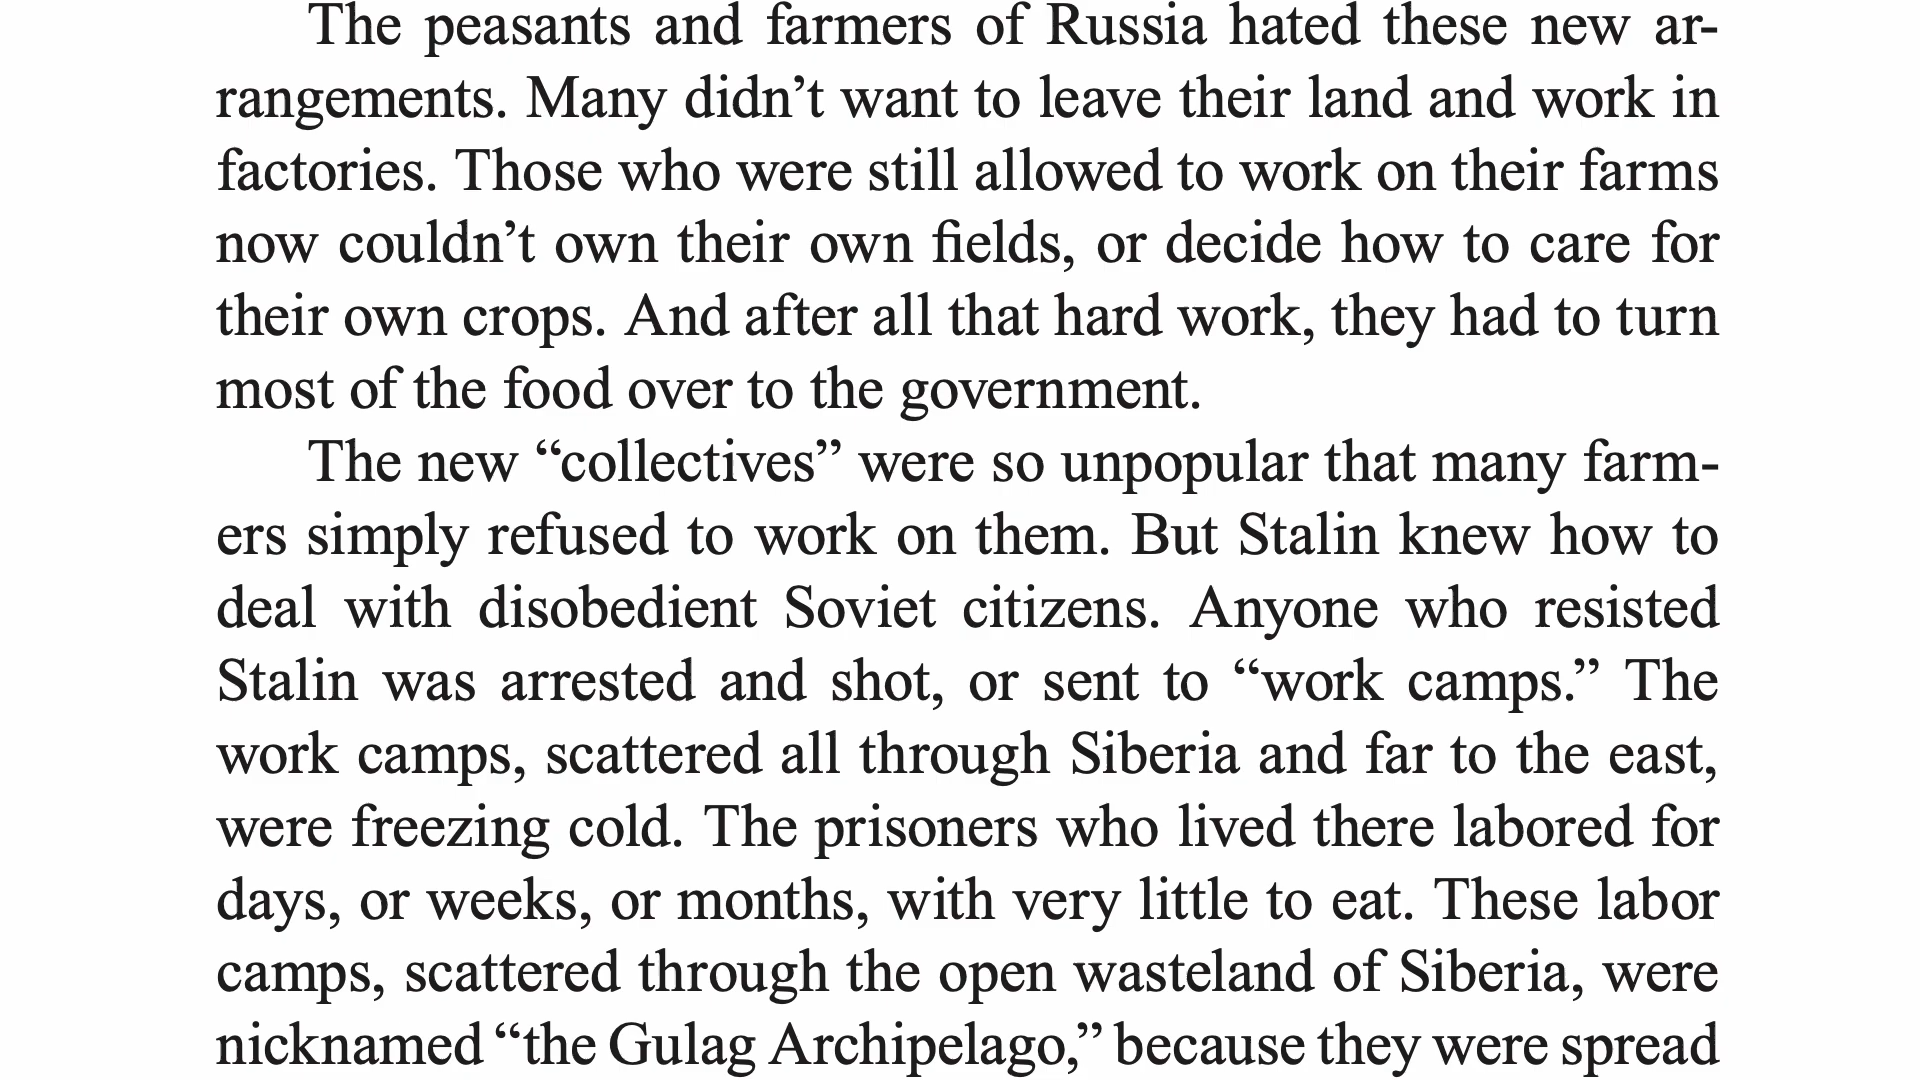 The peasants and farmers of Russia hated these new ar-
rangements. Many didn’t want to leave their land and work in
factories. Those who were still allowed to work on their farms
now couldn’t own their own fields, or decide how to care for
their own crops. And after all that hard work, they had to turn
most of the food over to the government.
The new “collectives” were so unpopular that many farm-
ers simply refused to work on them. But Stalin knew how to
deal with disobedient Soviet citizens. Anyone who resisted
Stalin was arrested and shot, or sent to “work camps.” The
work camps, scattered all through Siberia and far to the east,
were freezing cold. The prisoners who lived there labored for
days, or weeks, or months, with very little to eat. These labor
camps, scattered through the open wasteland of Siberia, were
nicknamed “the Gulag Archipelago,” because they were spread